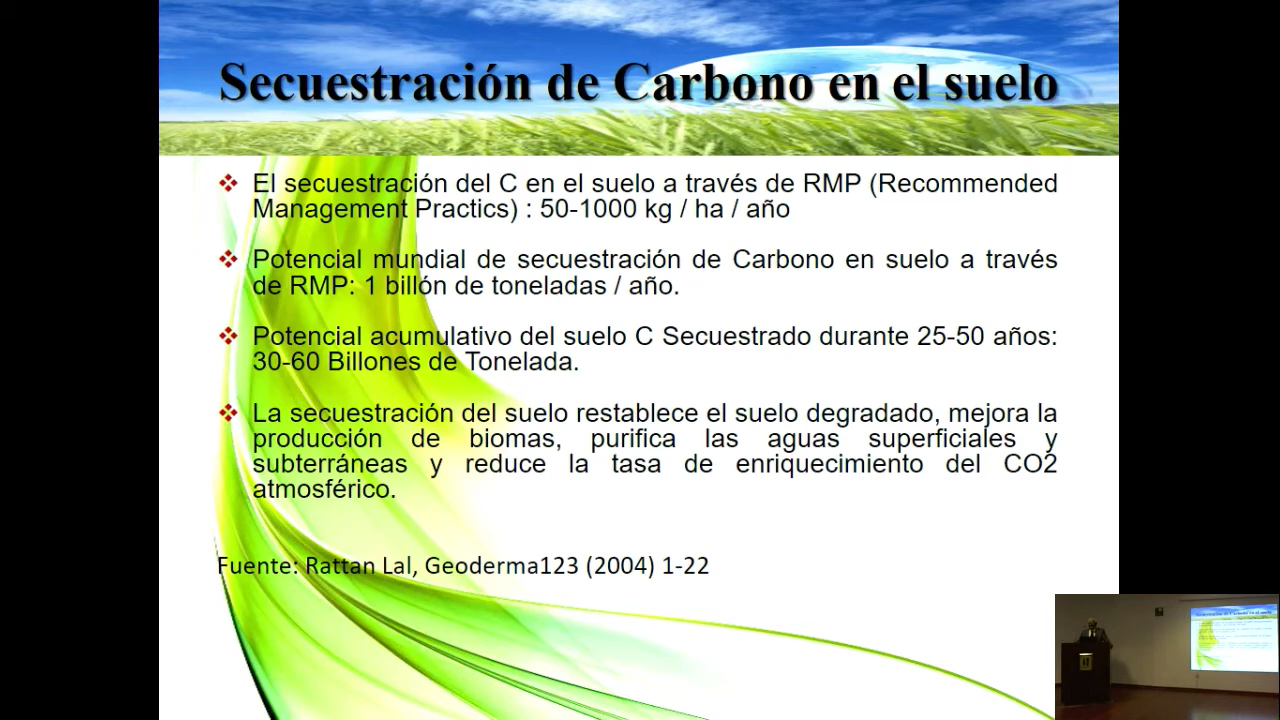 Secuestración de Carbono en el suelo
El secuestración del C en el suelo a través de RMP (Recommended
Management Practics) : 50-1000 kg / ha / año
Potencial mundial de secuestración de Carbono en suelo a través
de RMP: 1 billón de toneladas / año.
Potencial acumulativo del suelo C Secuestrado durante 25-50 años:
30-60 Billones de Tonelada.
La secuestración del suelo restablece el suelo degradado, mejora la
producción de biomas, purifica las aguas superficiales y
subterráneas y reduce la tasa de enriquecimiento del CO2
atmosférico.
Fuente: Rattan Lal, Geoderma123 (2004) 1-22